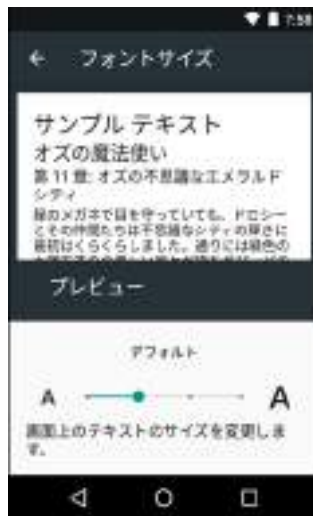 7:58
フォントサイズ
サンプル テキスト
オズの魔法使い
第 11 章: オズの不思議なエメラルド
シティ
緑のメガネで目を守っていても、ドロシー
とその仲間たちは不思議なシティの輝きに
最初はくらくらしました。通りには緑色の
プレビュー
デフォルト
A A
画面上のテキストのサイズを変更しま
す。